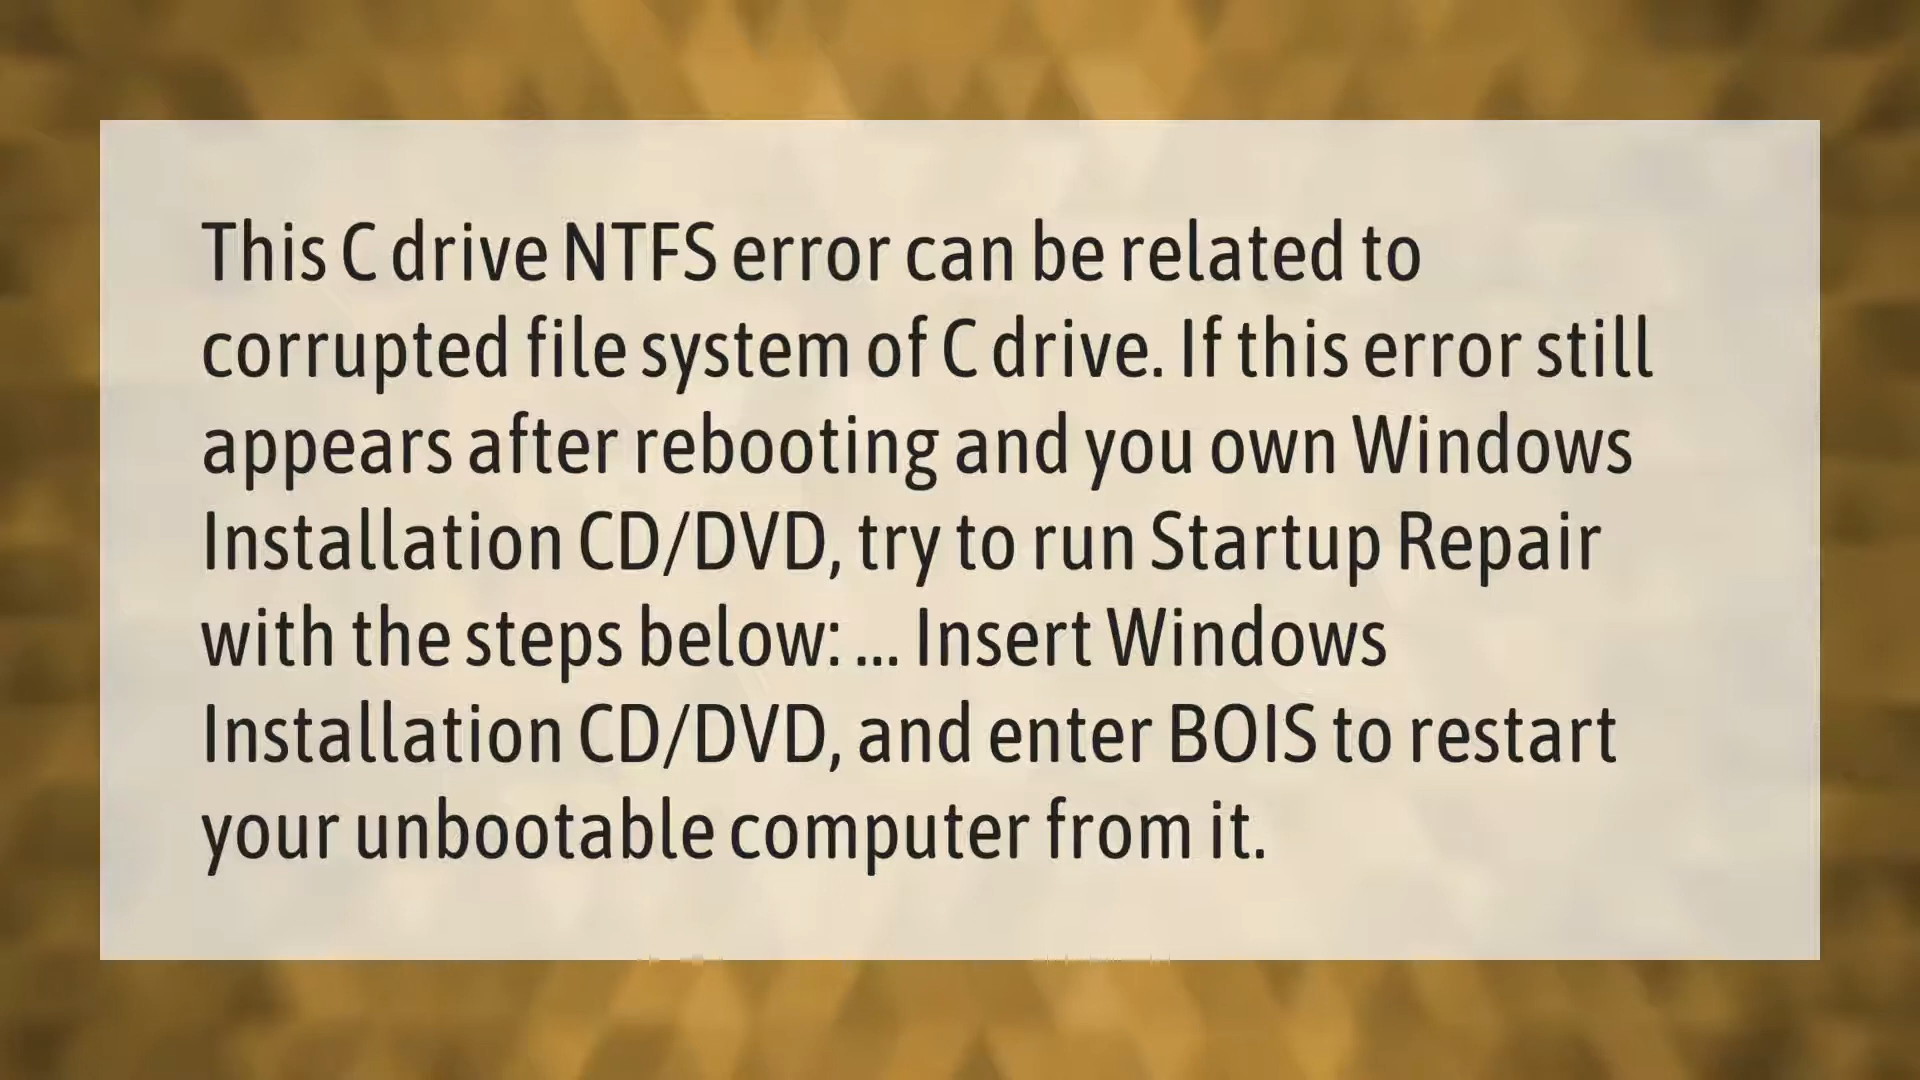 This C drive NTFS error can be related to
corrupted file system of C drive. If this error still
appears after rebooting and you own Windows
Installation CD/DVD, try to run Startup Repair
with the steps below: ... Insert Windows
Installation CD/DVD, and enter BOIS to restart
your unbootable computer from it.